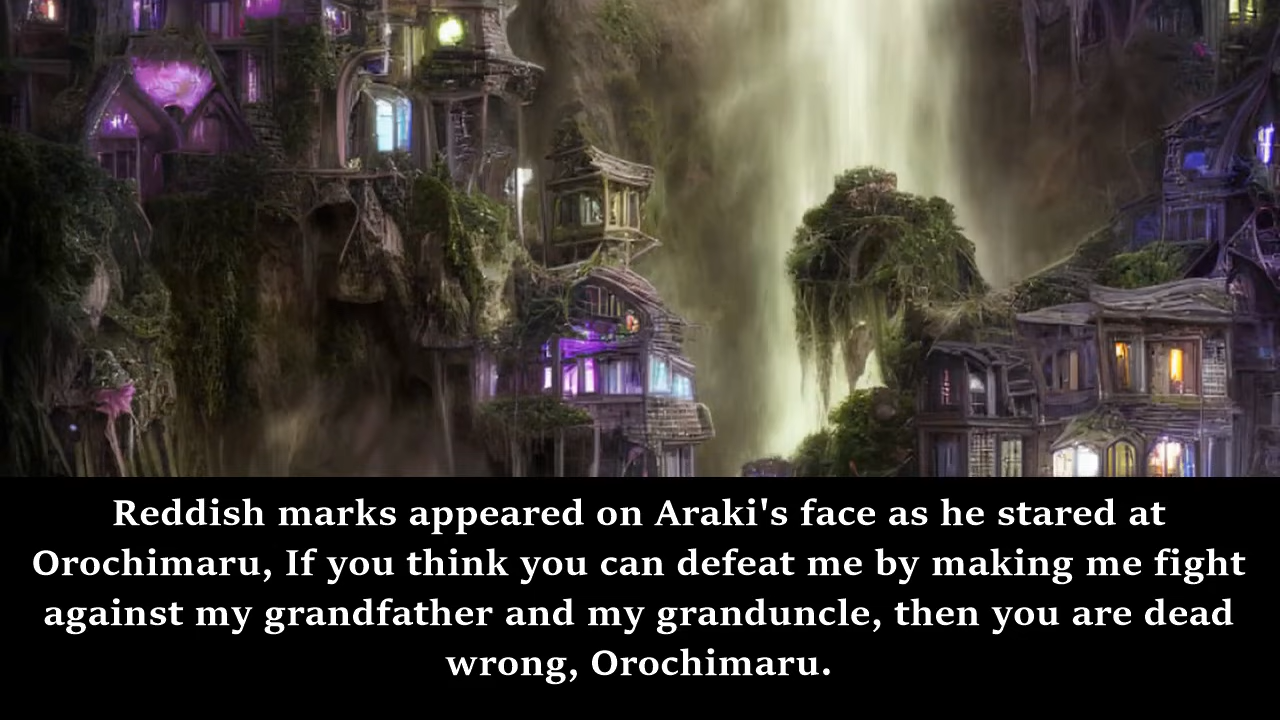 Reddish marks appeared on Araki's face as he stared at
Orochimaru, If you think you can defeat me by making me fight
against my grandfather and my granduncle, then you are dead
wrong, Orochimaru.